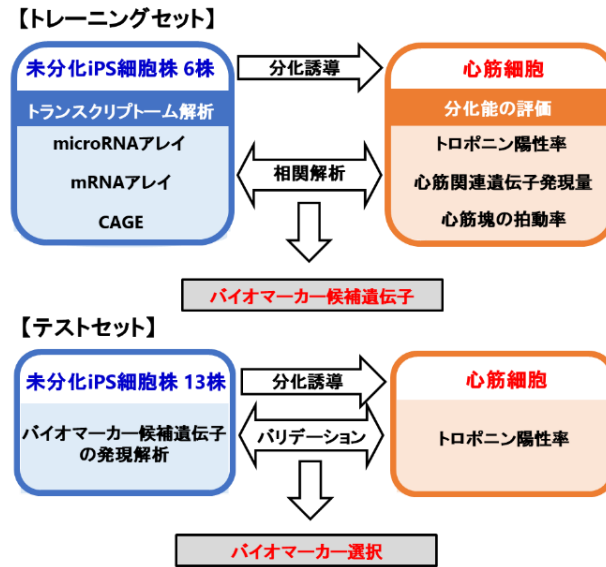 【トレーニングセット】
未分化iPS細胞株 6株
分化誘導
心筋細胞
トランスクリプトーム解析
分化能の評価
microRNAアレイ
トロポニン陽性率
mRNAアレイ
相関解析
心筋関連遺伝子発現量
CAGE
心筋塊の拍動率
バイオマーカー候補遺伝子
【テストセット】
未分化iPS細胞株 13株
分化誘導
心筋細胞
バイオマーカー候補遺伝子
の発現解析
バリデーション
トロポニン陽性率
バイオマーカー選択